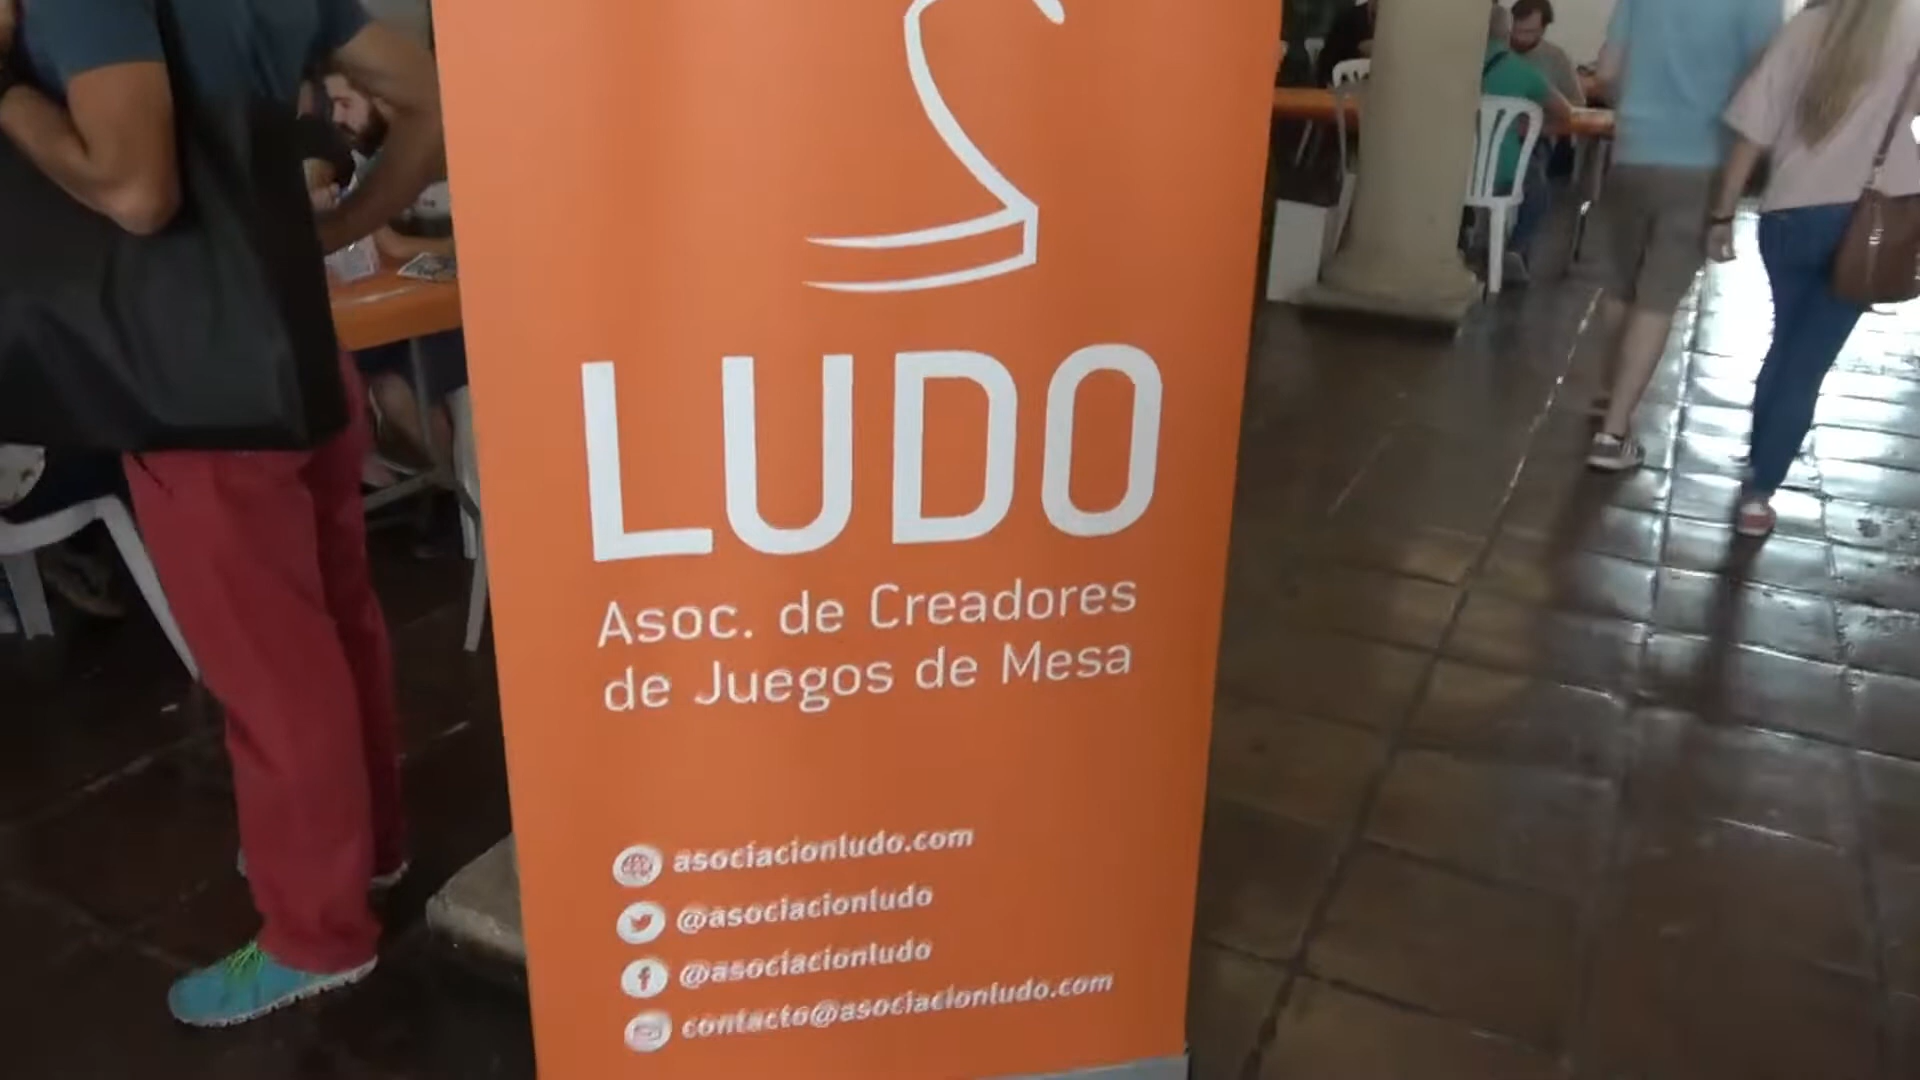 LUDO
Asoc. de Creadores
de Juegos de Mesa
asociacionludo.com
@asociacionludo
@asociacionludo
contacto@asociacionludo.com